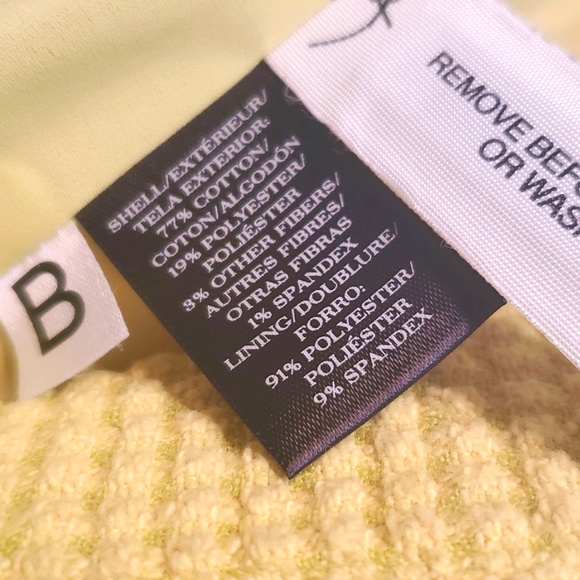 SHELL/EXTÉRIEUR/
TELA EXTERIOR:
77% COTTON/
COTON/ALGODÓN
19% POLYESTER/
POLIÉSTER
3% OTHER FIBERS/
AUTRES FIBRES/
OTRAS FIBRAS
1% SPANDEX
LINING/DOUBLURE/
FORRO:
91% POLYESTER/
POLIÉSTER
9% SPANDEX
REMOVE BEF
OR WAS
B